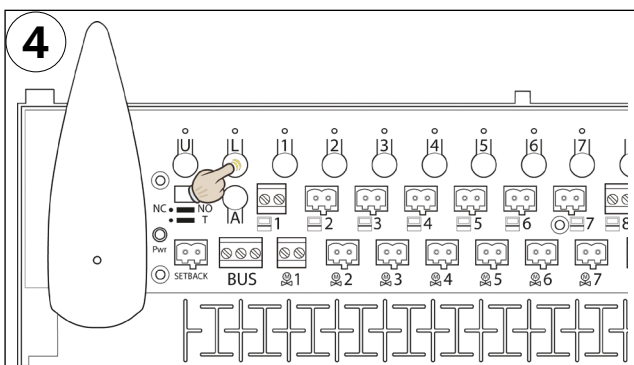 4
U L 1 2 3 4 5 6 7
NC NO
T
A
1 2 3 4 5 6 7 8
Pwr
SETBACK BUS 1 2 3 4 5 6 7
M M M M M M M